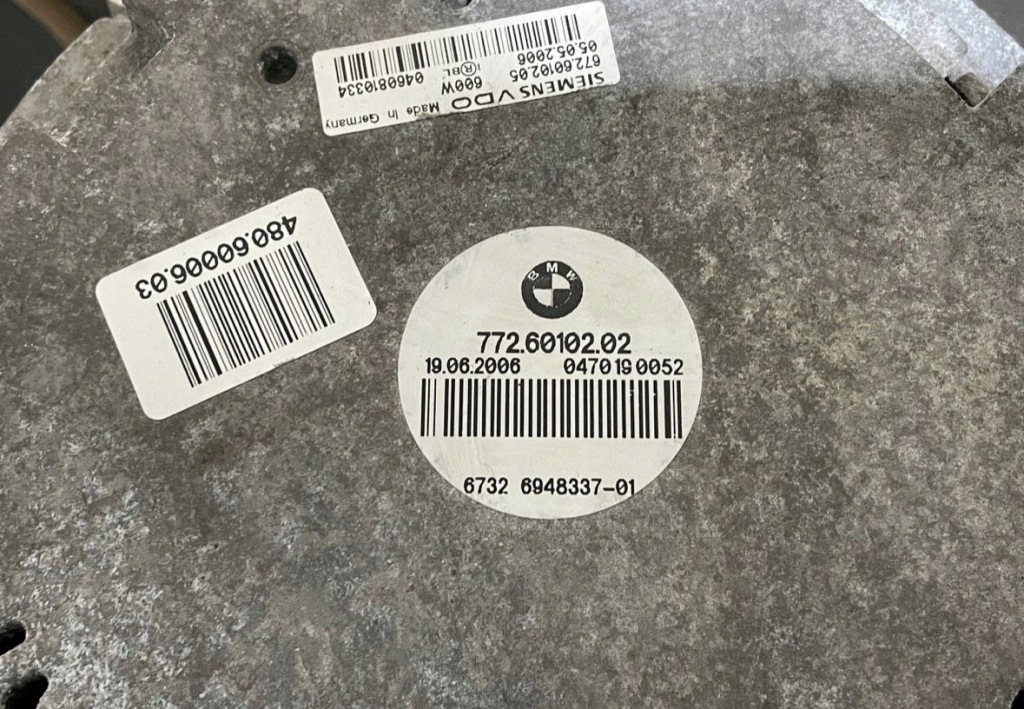 SIEMENS VDO Made In Germany
672.60102.05 600W
05.05.2006 0460810334
480.60006.03
BMW
772.60102.02
19.06.2006 0470190052
6732 6948337-01